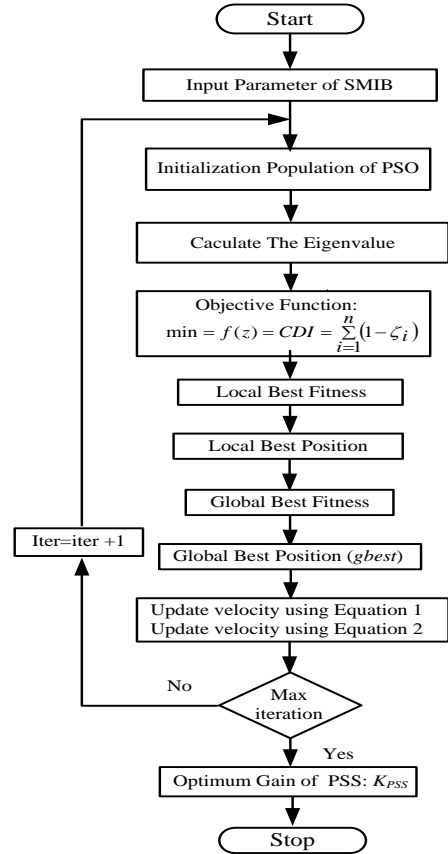 Start
Input Parameter of SMIB
Initialization Population of PSO
Caculate The Eigenvalue
Objective Function:
min = f(z) = CDI = n∑i=1 (1 − ζi)
Local Best Fitness
Local Best Position
Global Best Fitness
Iter=iter +1
Global Best Position (gbest)
Update velocity using Equation 1
Update velocity using Equation 2
No
Max
iteration
Yes
Optimum Gain of PSS: KPSS
Stop